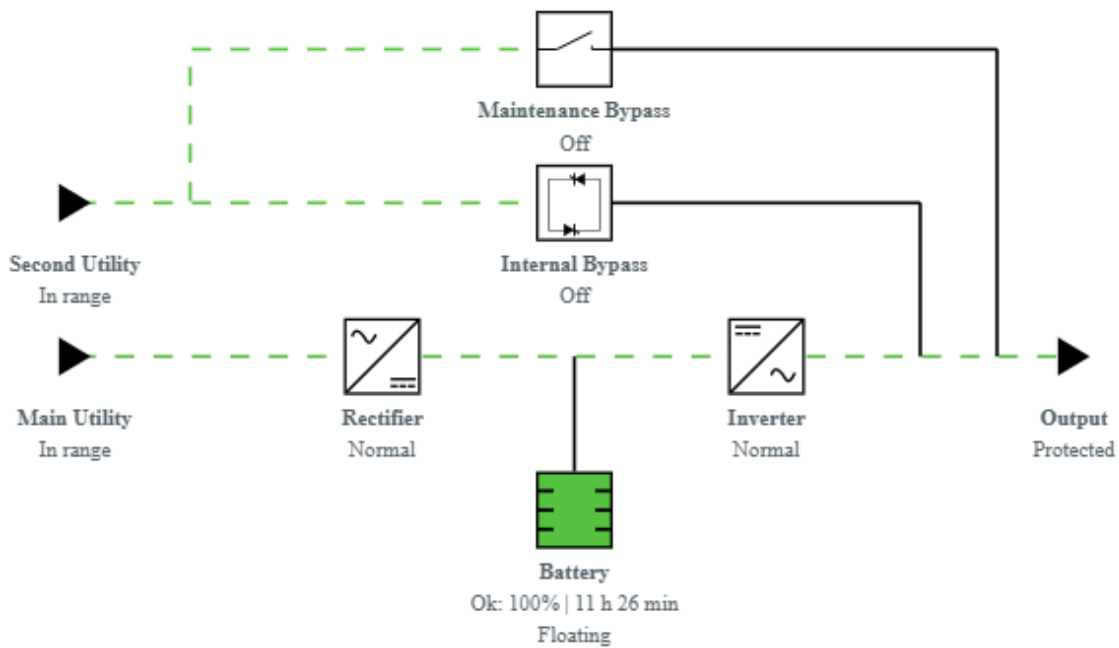 Maintenance Bypass
Off
Second Utility
In range
Internal Bypass
Off
Main Utility
In range
Rectifier
Normal
Inverter
Normal
Output
Protected
Battery
Ok: 100% | 11 h 26 min
Floating